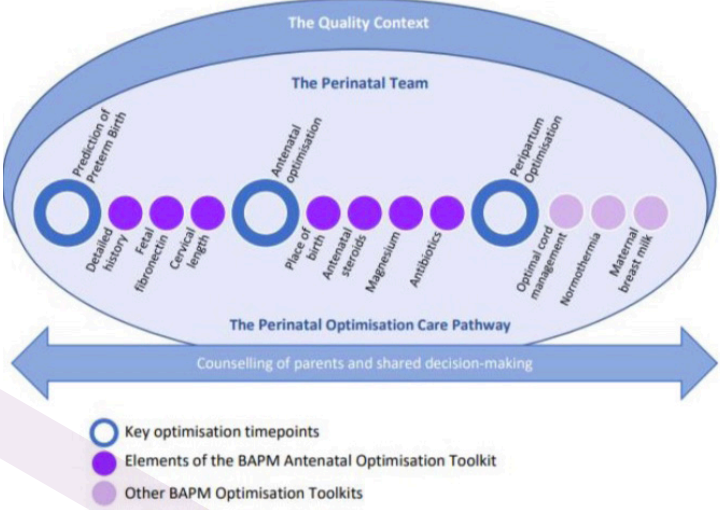 The Quality Context
The Perinatal Team
Prediction of
Preterm Birth
Detailed
history
Fetal
fibronectin
Cervical
length
Antenatal
optimisation
Place of
birth
Antenatal
steroids
Magnesium
Antibiotics
Peripartum
Optimisation
Optimal cord
management
Normothermia
Maternal
breast milk
The Perinatal Optimisation Care Pathway
Counselling of parents and shared decision-making
Key optimisation timepoints
Elements of the BAPM Antenatal Optimisation Toolkit
Other BAPM Optimisation Toolkits